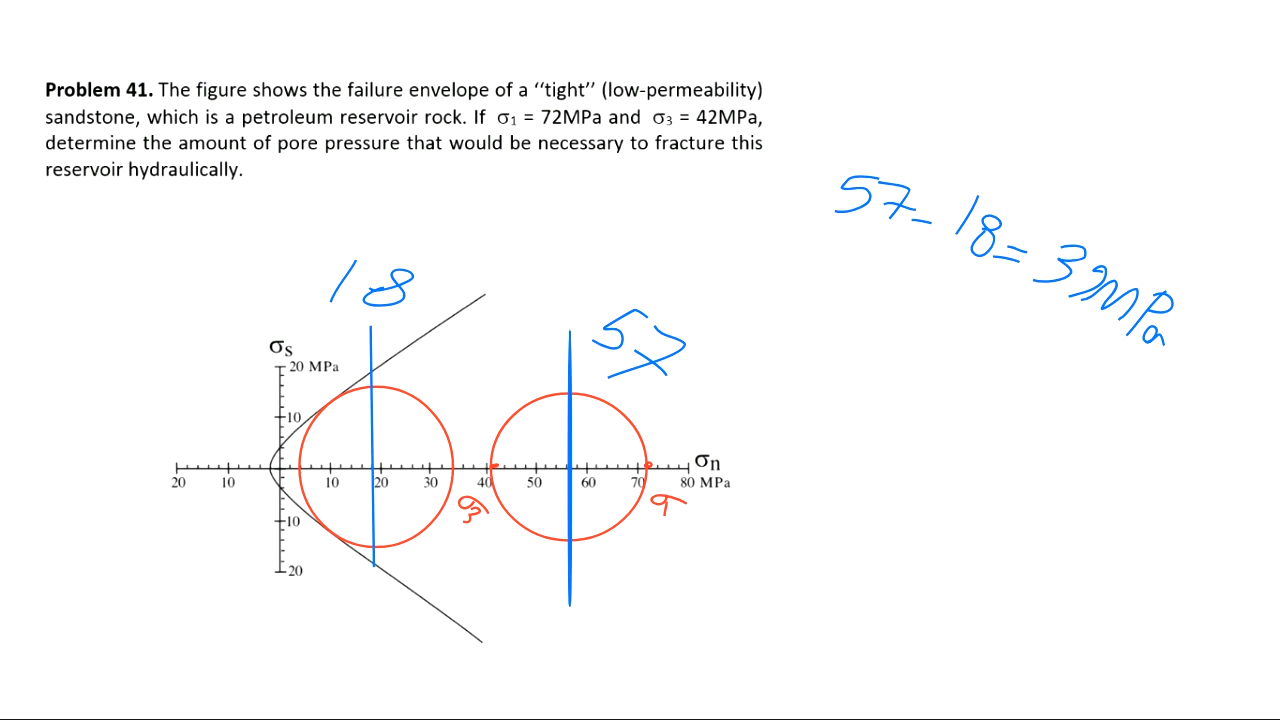 Problem 41. The figure shows the failure envelope of a ‘‘tight’’ (low-permeability)
sandstone, which is a petroleum reservoir rock. If σ1 = 72MPa and σ3 = 42MPa,
determine the amount of pore pressure that would be necessary to fracture this
reservoir hydraulically.
57-18=39MPa
18
57
σs
20 MPa
10
σn
20 10 10 20 30 40 50 60 70 80 MPa
σ3
σ1
10
20